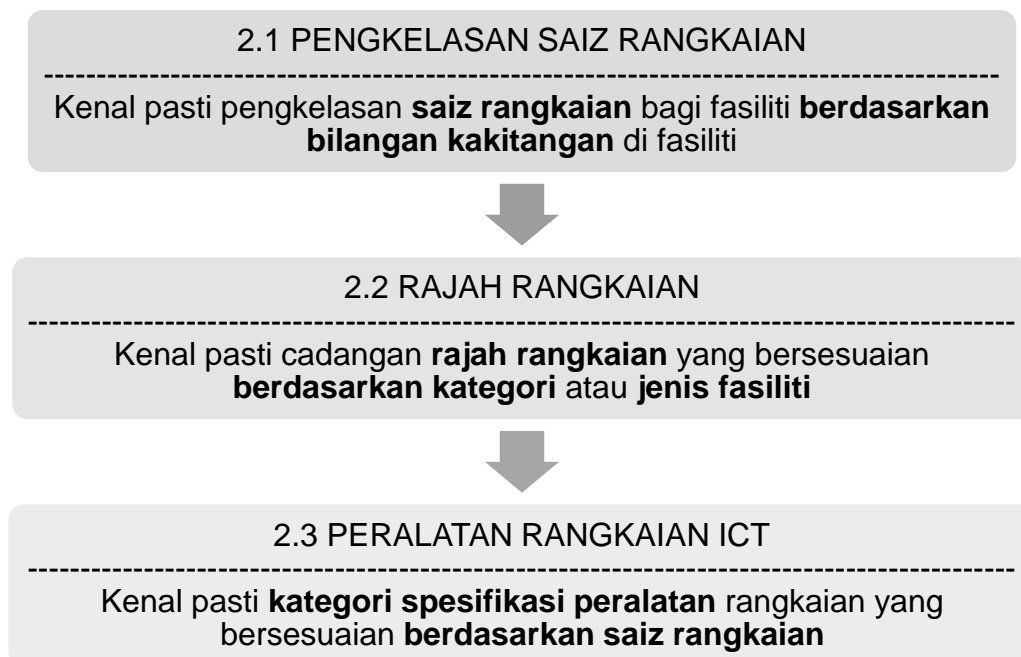 2.1 PENGKELASAN SAIZ RANGKAIAN
-------------------------------------------------------------------------------------------
Kenal pasti pengkelasan saiz rangkaian bagi fasiliti berdasarkan
bilangan kakitangan di fasiliti
2.2 RAJAH RANGKAIAN
----------------------------------------------------------------------------------------------
Kenal pasti cadangan rajah rangkaian yang bersesuaian
berdasarkan kategori atau jenis fasiliti
2.3 PERALATAN RANGKAIAN ICT
----------------------------------------------------------------------------------------------
Kenal pasti kategori spesifikasi peralatan rangkaian yang
bersesuaian berdasarkan saiz rangkaian